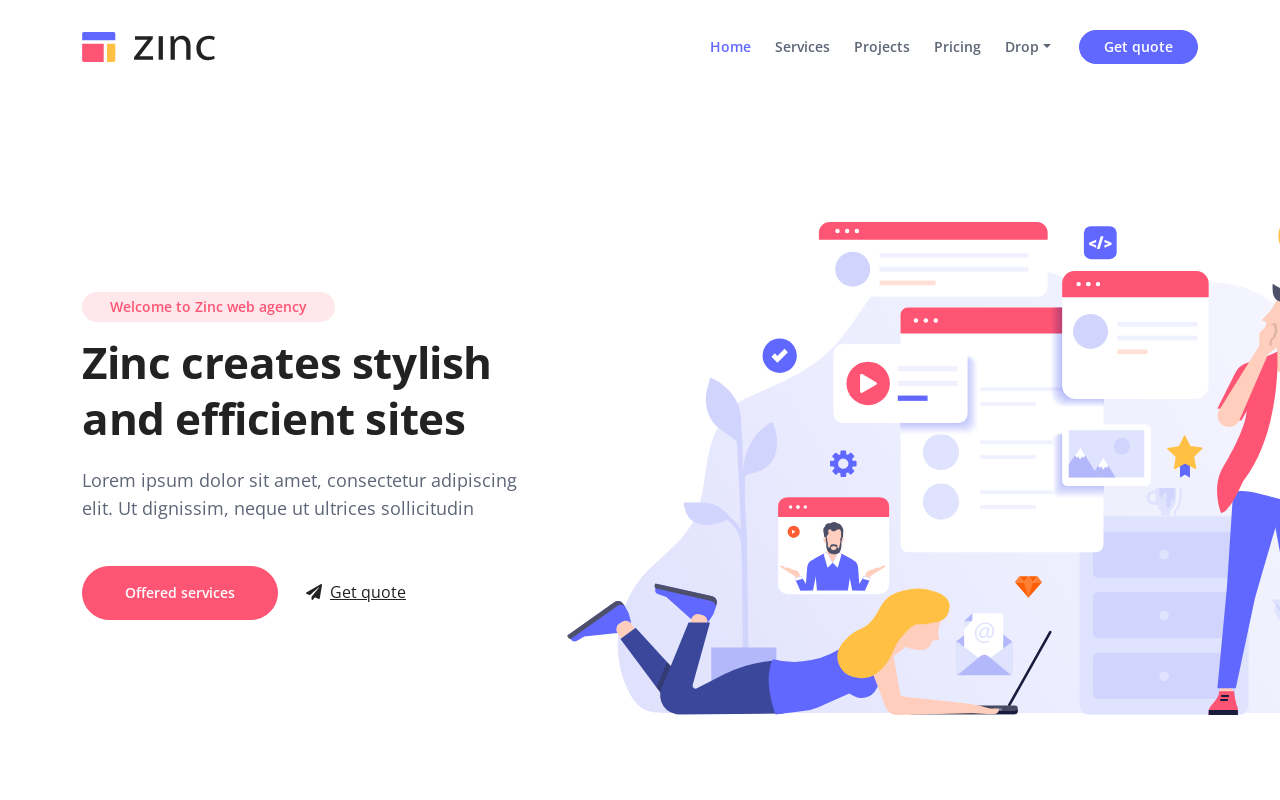 zinc
Home Services Projects Pricing Drop Get quote
Welcome to Zinc web agency
Zinc creates stylish
and efficient sites
Lorem ipsum dolor sit amet, consectetur adipiscing
elit. Ut dignissim, neque ut ultrices sollicitudin
Offered services
Get quote
</>
@